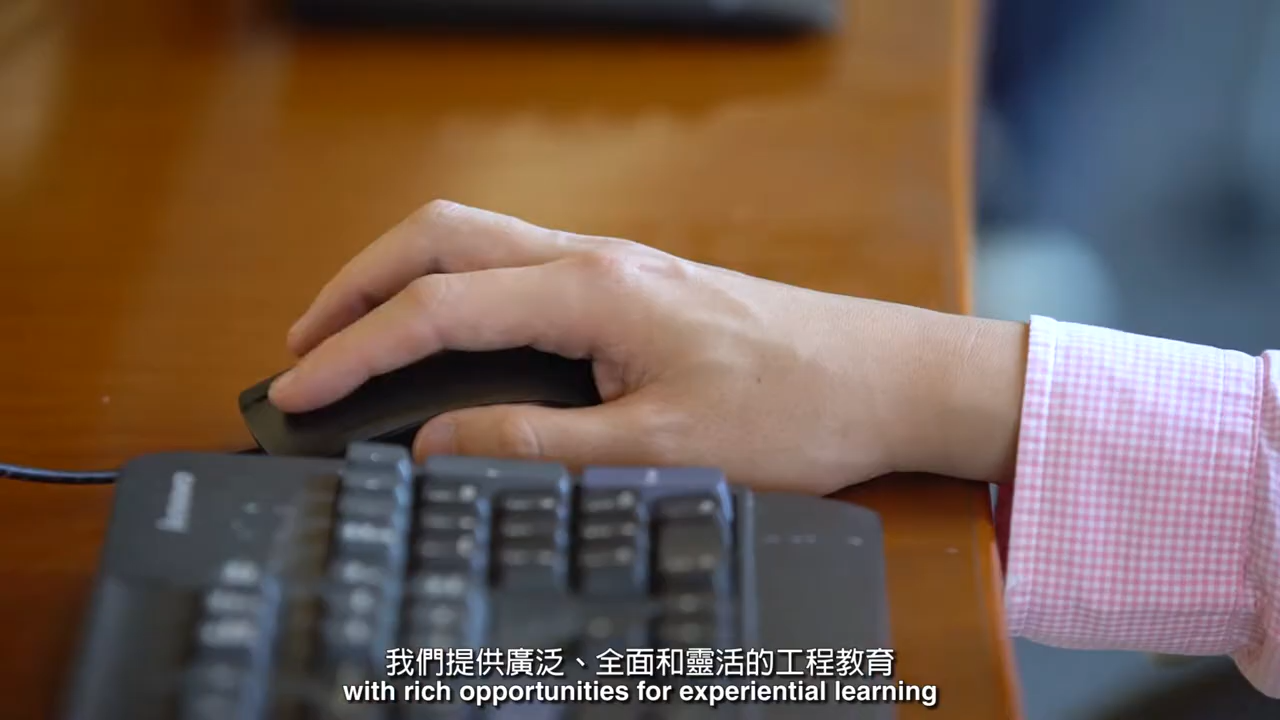 lenovo
我們提供廣泛、全面和靈活的工程教育
with rich opportunities for experiential learning